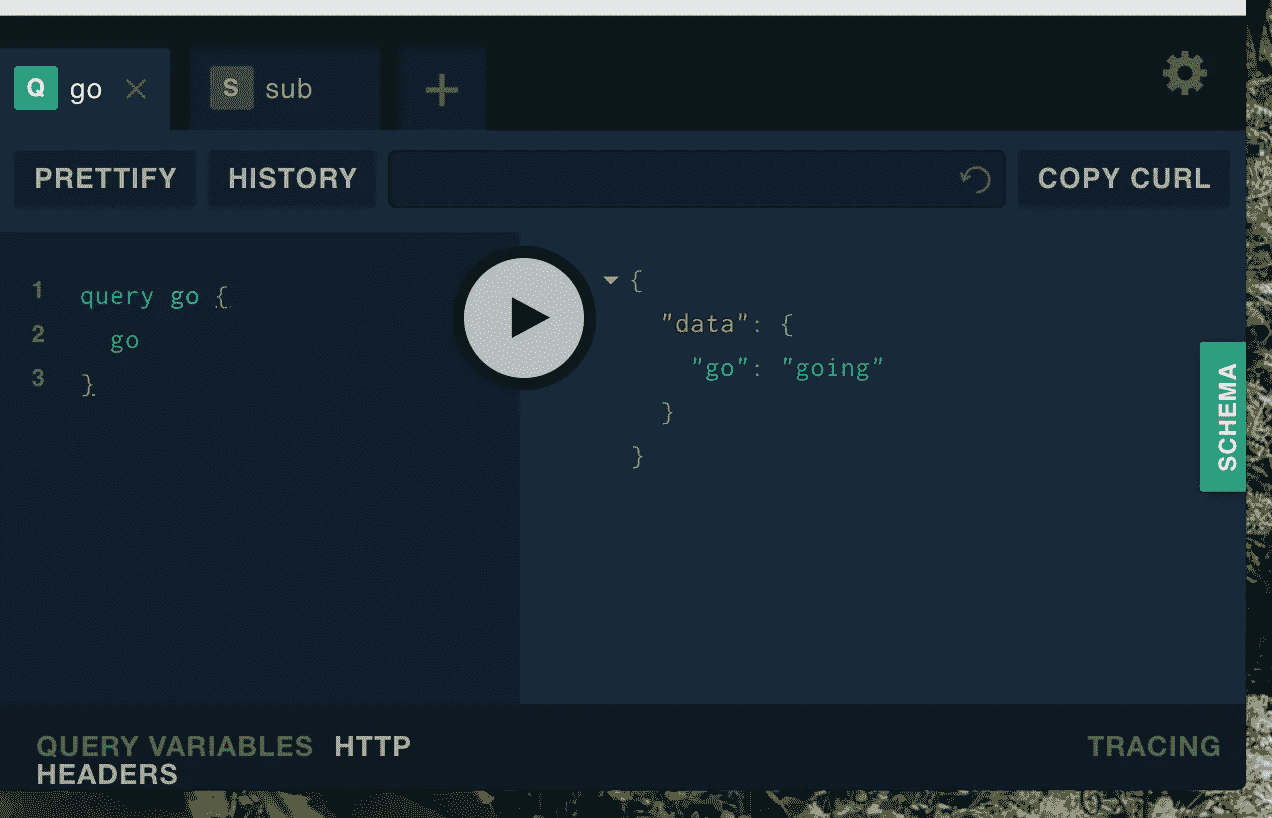 Q go S sub
PRETTIFY HISTORY COPY CURL
1 query go {
2 go
3 }
{
"data": {
"go": "going"
}
}
SCHEMA
QUERY VARIABLES HTTP
HEADERS
TRACING